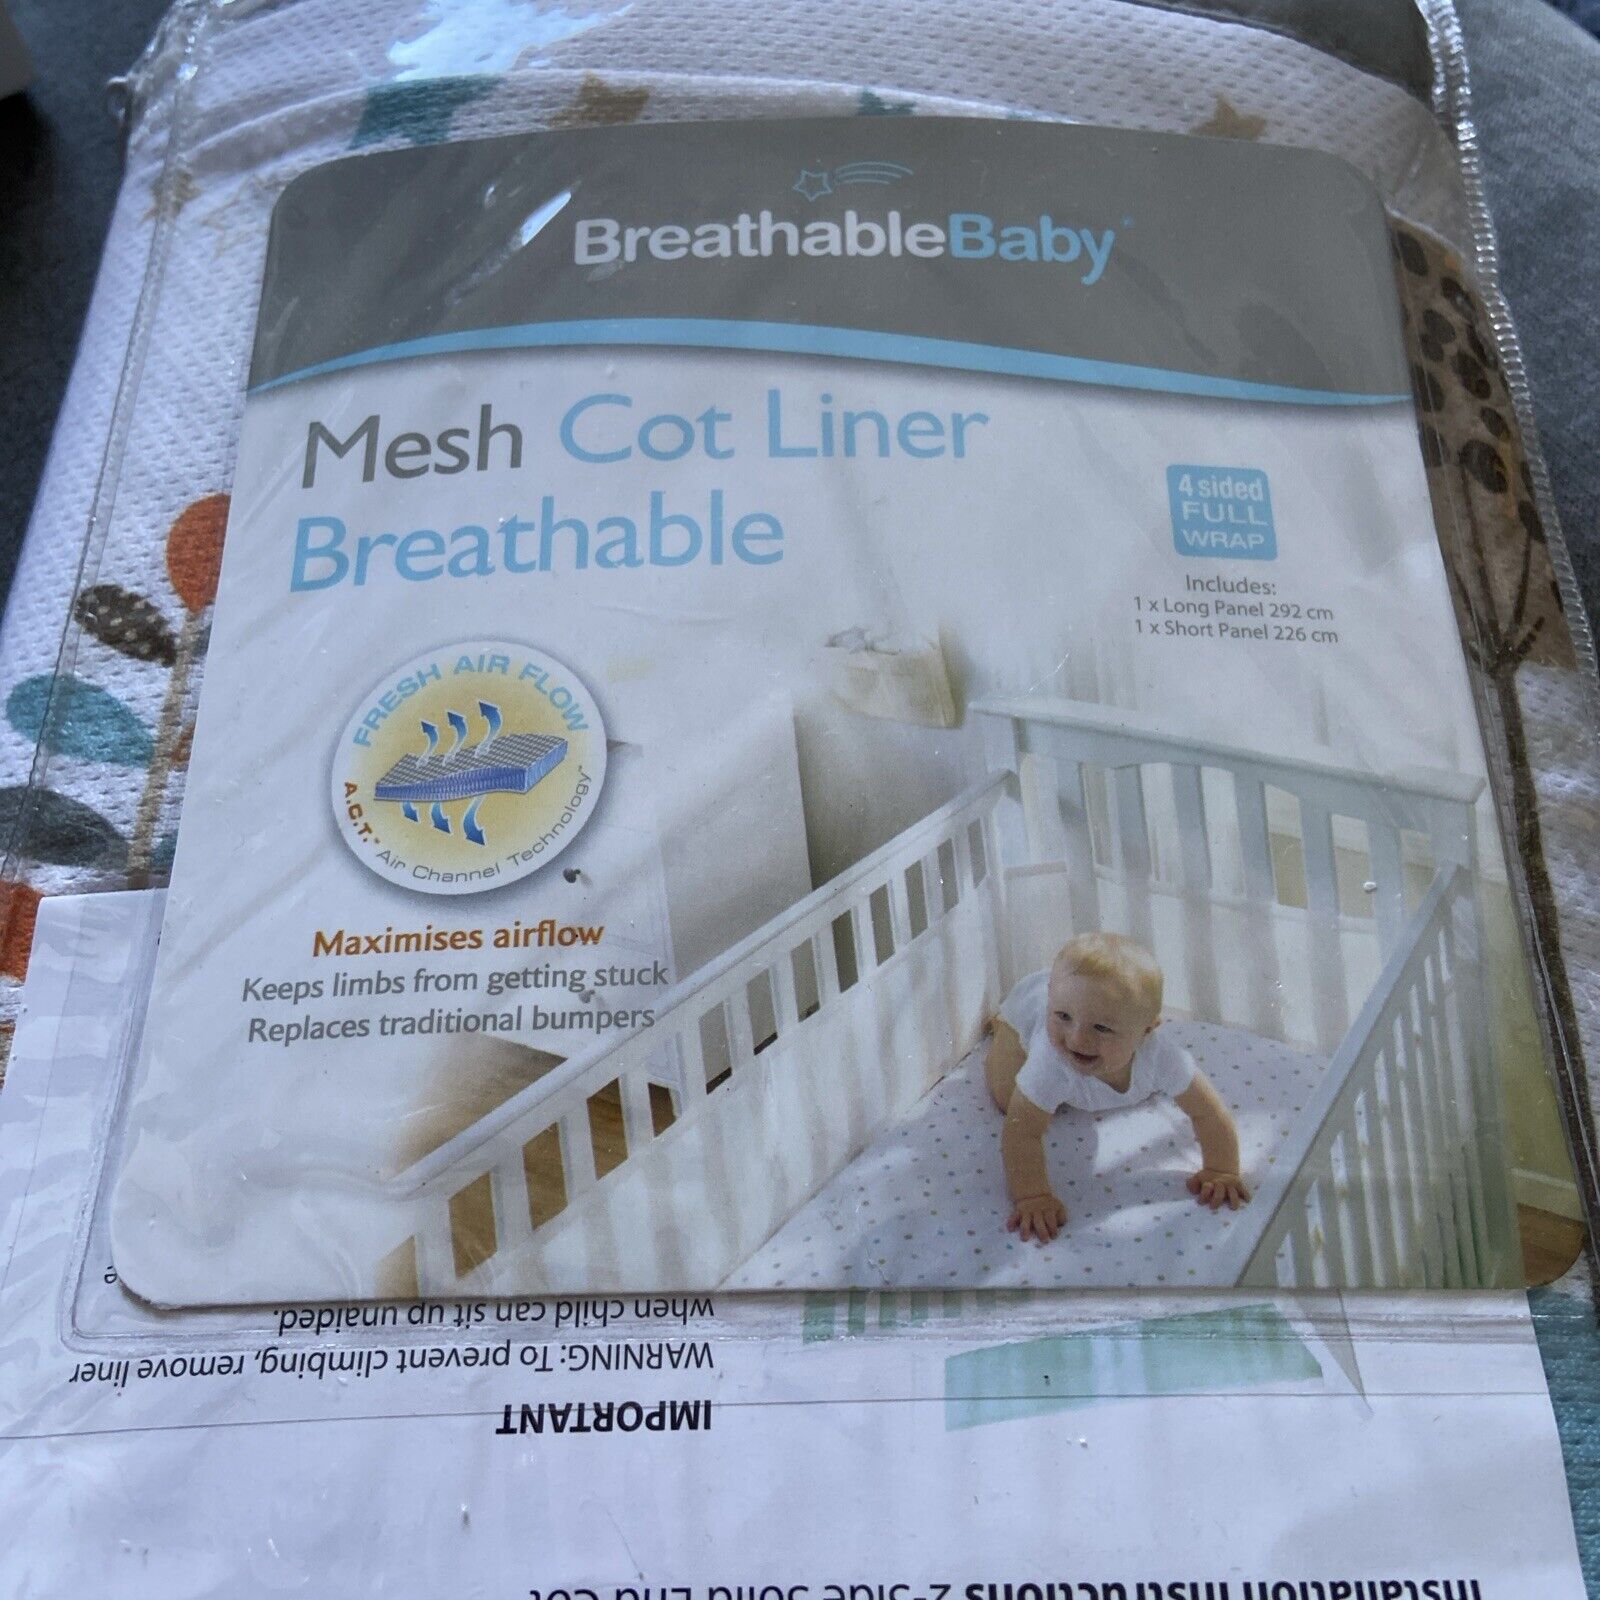 BreathableBaby
Mesh Cot Liner
Breathable
4 sided
FULL
WRAP
Includes:
1 x Long Panel 292 cm
1 x Short Panel 226 cm
FRESH AIR FLOW
A.C.T.™ Air Channel Technology™
Maximises airflow
Keeps limbs from getting stuck
Replaces traditional bumpers
Installation Instructions 2-Side Solid End Cot
IMPORTANT
WARNING: To prevent climbing, remove liner
when child can sit up unaided.